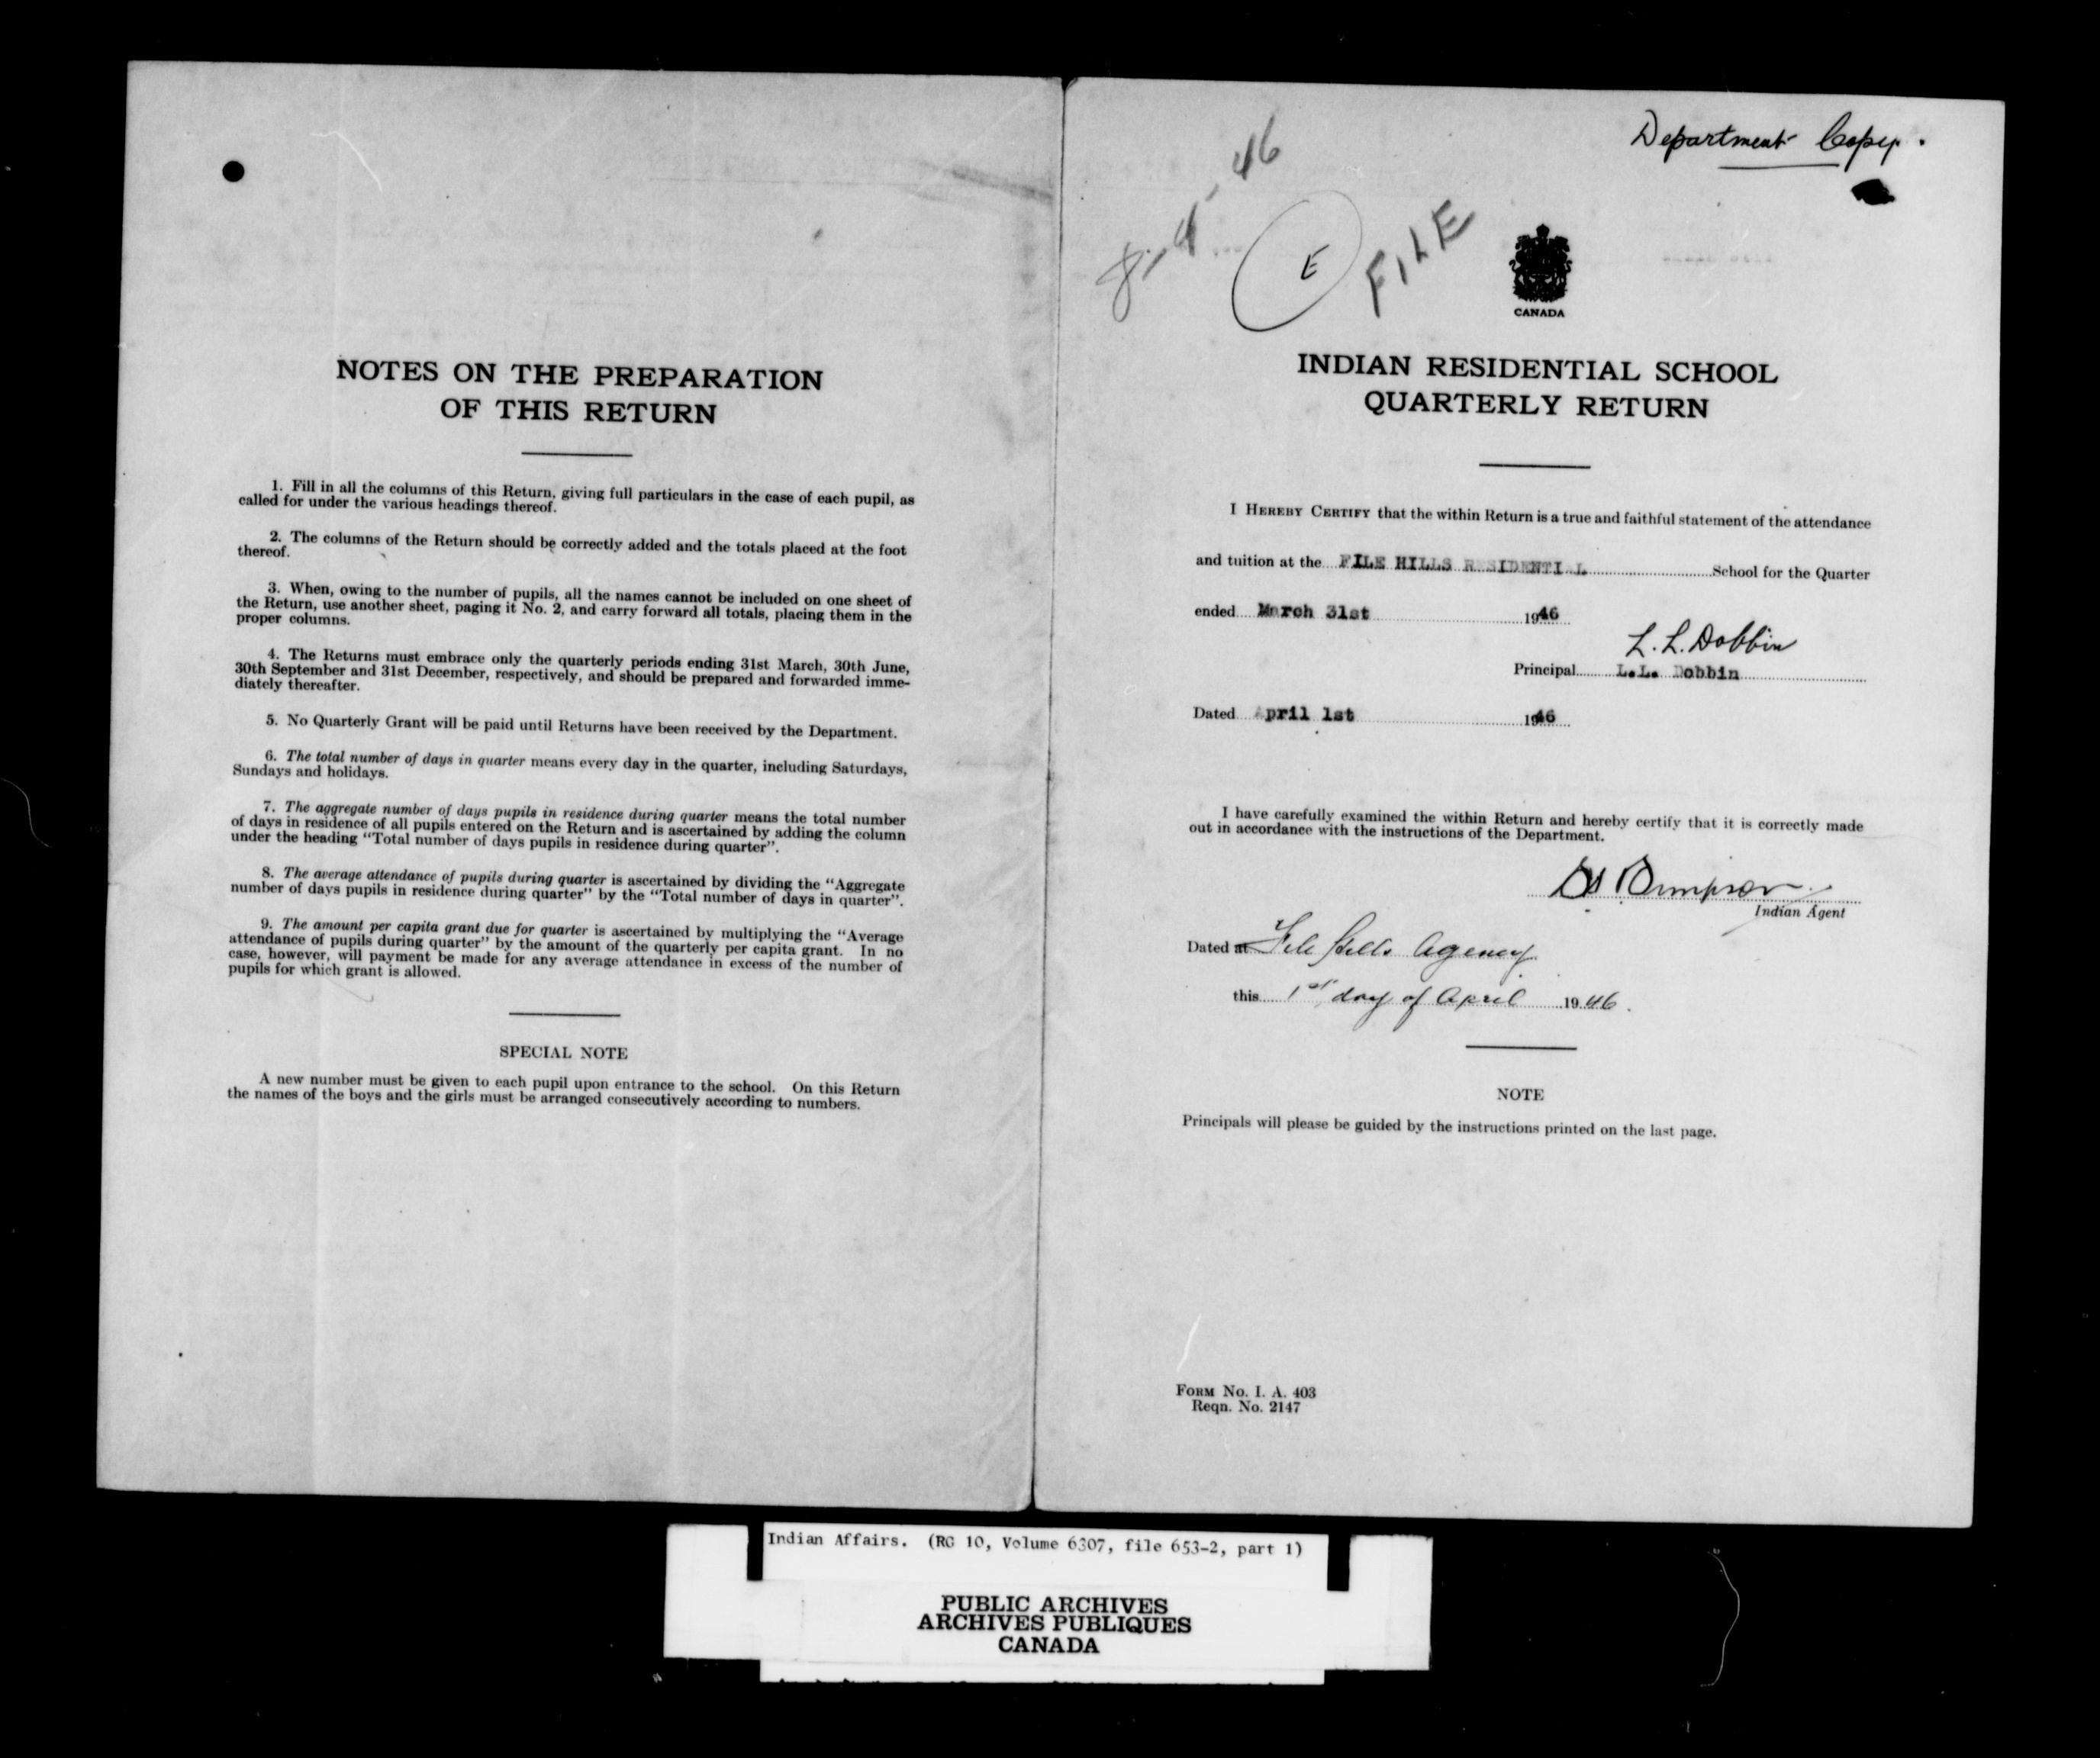 NOTES ON THE PREPARATION
OF THIS RETURN
1. Fill in all the columns of this Return, giving full particulars in the case of each pupil, as
called for under the various headings thereof.
2. The columns of the Return should be correctly added and the totals placed at the foot
thereof.
3. When, owing to the number of pupils, all the names cannot be included on one sheet of
the Return, use another sheet, paging it No. 2, and carry forward all totals, placing them in the
proper columns.
4. The Returns must embrace only the quarterly periods ending 31st March, 30th June,
30th September and 31st December, respectively, and should be prepared and forwarded imme-
diately thereafter.
5. No Quarterly Grant will be paid until Returns have been received by the Department.
6. The total number of days in quarter means every day in the quarter, including Saturdays,
Sundays and holidays.
7. The aggregate number of days pupils in residence during quarter means the total number
of days in residence of all pupils entered on the Return and is ascertained by adding the column
under the heading "Total number of days pupils in residence during quarter".
8. The average attendance of pupils during quarter is ascertained by dividing the "Aggregate
number of days pupils in residence during quarter" by the "Total number of days in quarter".
9. The amount per capita grant due for quarter is ascertained by multiplying the "Average
attendance of pupils during quarter" by the amount of the quarterly per capita grant. In no
case, however, will payment be made for any average attendance in excess of the number of
pupils for which grant is allowed.
SPECIAL NOTE
A new number must be given to each pupil upon entrance to the school. On this Return
the names of the boys and the girls must be arranged consecutively according to numbers.
Department Copy.
8-4-46
E
FILE
CANADA
INDIAN RESIDENTIAL SCHOOL
QUARTERLY RETURN
I HEREBY CERTIFY that the within Return is a true and faithful statement of the attendance
and tuition at the FILE HILLS RESIDENTIAL School for the Quarter
ended March 31st 1946
L. L. Dobbin
Principal L.L. Dobbin
Dated April 1st 1946
I have carefully examined the within Return and hereby certify that it is correctly made
out in accordance with the instructions of the Department.
Indian Agent
Dated at File Hills Agency
this 1st day of April 1946.
NOTE
Principals will please be guided by the instructions printed on the last page.
FORM No. I. A. 403
Reqn. No. 2147
Indian Affairs. (RG 10, Volume 6307, file 653-2, part 1)
PUBLIC ARCHIVES
ARCHIVES PUBLIQUES
CANADA